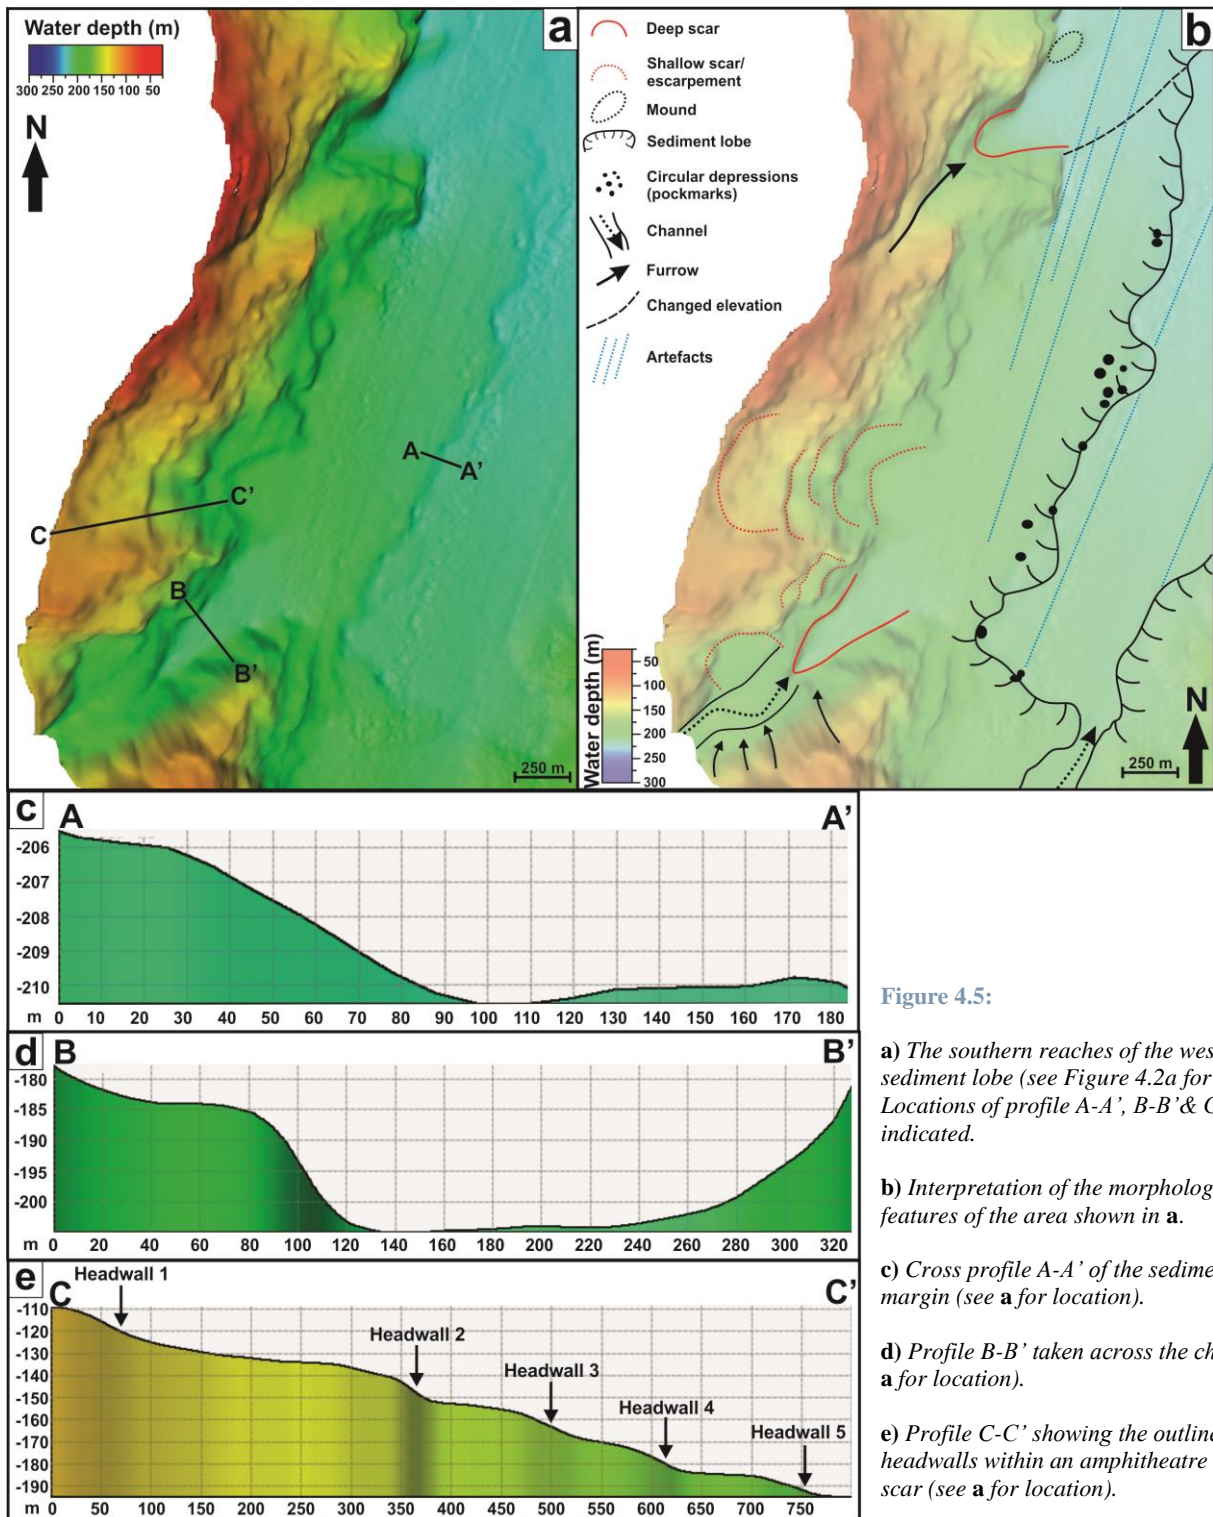 Water depth (m)
300 250 200 150 100 50
N
a
A
A'
C
C'
B
B'
250 m
b
Deep scar
Shallow scar/
escarpement
Mound
Sediment lobe
Circular depressions
(pockmarks)
Channel
Furrow
Changed elevation
Artefacts
Water depth (m)
50
100
150
200
250
300
N
250 m
c
A
A'
-206
-207
-208
-209
-210
m 0 10 20 30 40 50 60 70 80 90 100 110 120 130 140 150 160 170 180
d
B
B'
-180
-185
-190
-195
-200
m 0 20 40 60 80 100 120 140 160 180 200 220 240 260 280 300 320
e
C
C'
Headwall 1
Headwall 2
Headwall 3
Headwall 4
Headwall 5
-110
-120
-130
-140
-150
-160
-170
-180
-190
m 0 50 100 150 200 250 300 350 400 450 500 550 600 650 700 750
Figure 4.5:
a) The southern reaches of the wes
sediment lobe (see Figure 4.2a for
Locations of profile A-A', B-B'& C
indicated.
b) Interpretation of the morpholog
features of the area shown in a.
c) Cross profile A-A' of the sedime
margin (see a for location).
d) Profile B-B' taken across the ch
a for location).
e) Profile C-C' showing the outline
headwalls within an amphitheatre
scar (see a for location).